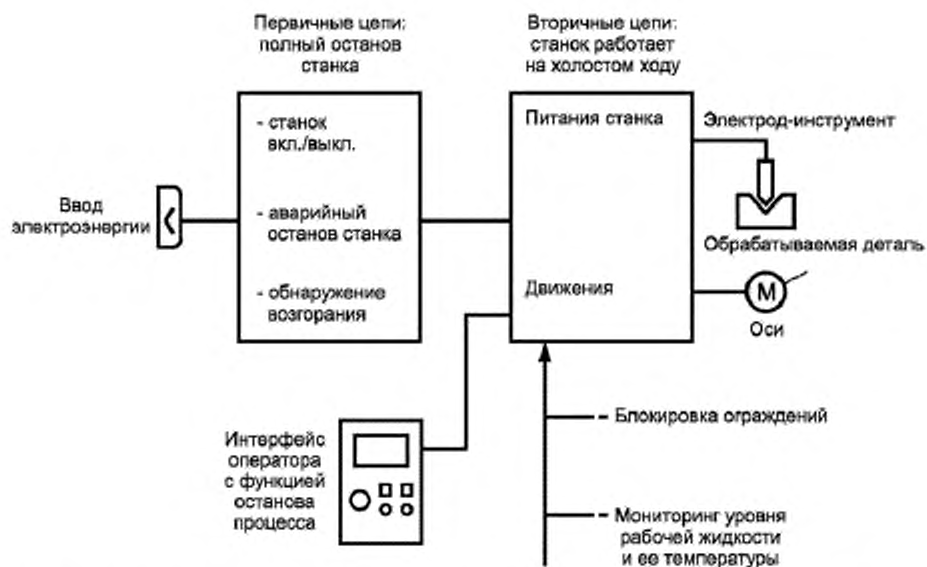 Первичные цепи:
полный останов
станка
Вторичные цепи:
станок работает
на холостом ходу
- станок
вкл./выкл.
- аварийный
останов станка
- обнаружение
возгорания
Питания станка
Движения
Электрод-инструмент
Обрабатываемая деталь
M
Оси
Ввод
электроэнергии
Интерфейс
оператора
с функцией
останова
процесса
Блокировка ограждений
Мониторинг уровня
рабочей жидкости
и ее температуры